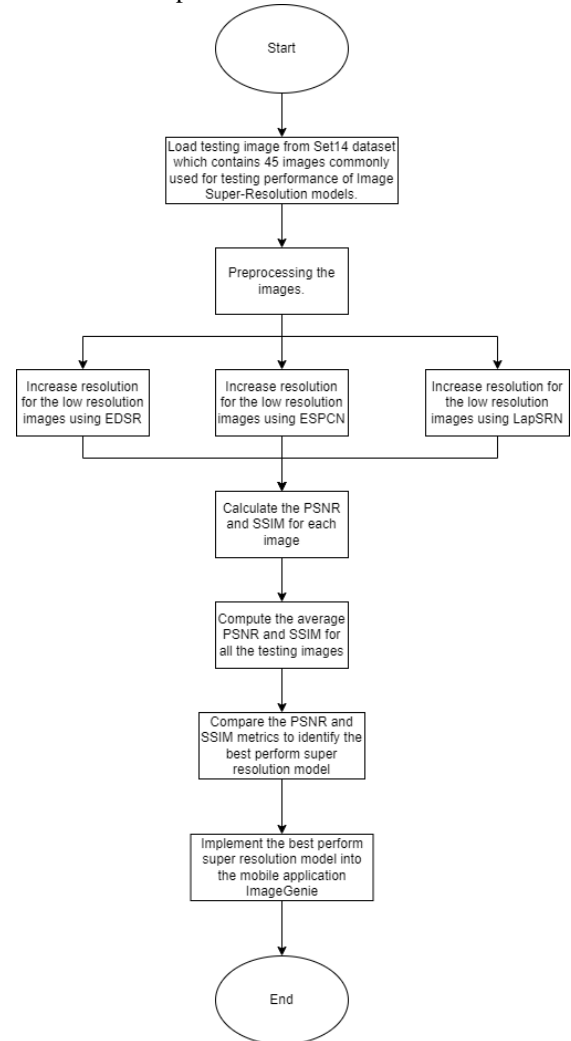 Start
Load testing image from Set14 dataset
which contains 45 images commonly
used for testing performance of Image
Super-Resolution models.
Preprocessing the
images.
Increase resolution
for the low resolution
images using EDSR
Increase resolution
for the low resolution
images using ESPCN
Increase resolution for
the low resolution
images using LapSRN
Calculate the PSNR
and SSIM for each
image
Compute the average
PSNR and SSIM for
all the testing images
Compare the PSNR and
SSIM metrics to identify the
best perform super
resolution model
Implement the best perform
super resolution model into
the mobile application
ImageGenie
End